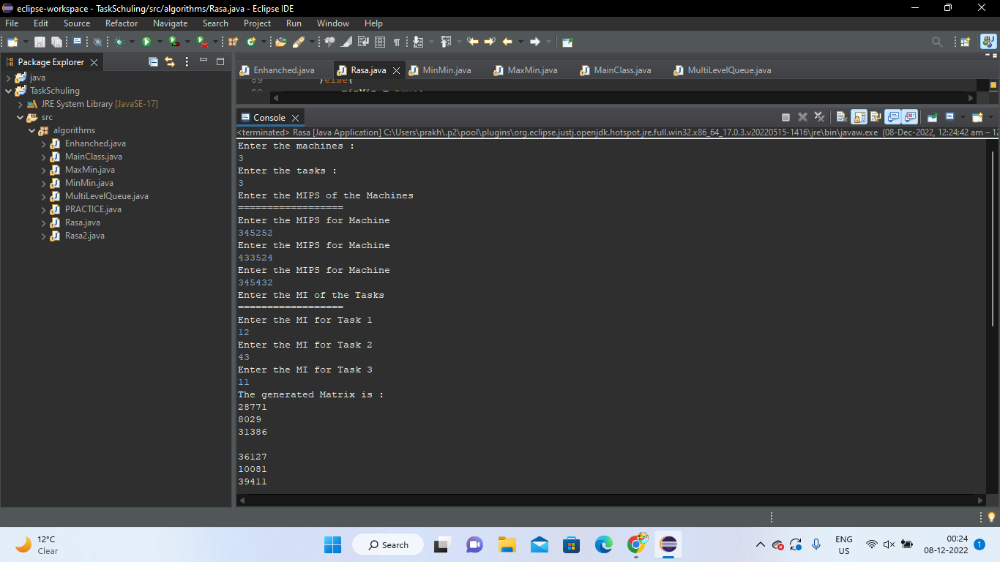 eclipse-workspace - TaskSchuling/src/algorithms/Rasa.java - Eclipse IDE
File Edit Source Refactor Navigate Search Project Run Window Help
Package Explorer
java
TaskSchuling
JRE System Library [JavaSE-17]
src
algorithms
Enhanched.java
MainClass.java
MaxMin.java
MinMin.java
MultiLevelQueue.java
PRACTICE.java
Rasa.java
Rasa2.java
Enhanched.java Rasa.java MinMin.java MaxMin.java MainClass.java MultiLevelQueue.java
89 }else{
Console
<terminated> Rasa [Java Application] C:\Users\prakh\.p2\pool\plugins\org.eclipse.justj.openjdk.hotspot.jre.full.win32.x86_64_17.0.3.v20220515-1416\jre\bin\javaw.exe (08-Dec-2022, 12:24:42 am – 12
Enter the machines :
3
Enter the tasks :
3
Enter the MIPS of the Machines
==================
Enter the MIPS for Machine
345252
Enter the MIPS for Machine
433524
Enter the MIPS for Machine
345432
Enter the MI of the Tasks
==================
Enter the MI for Task 1
12
Enter the MI for Task 2
43
Enter the MI for Task 3
11
The generated Matrix is :
28771
8029
31386
36127
10081
39411
12°C
Clear
Search
ENG
US
00:24
08-12-2022
1